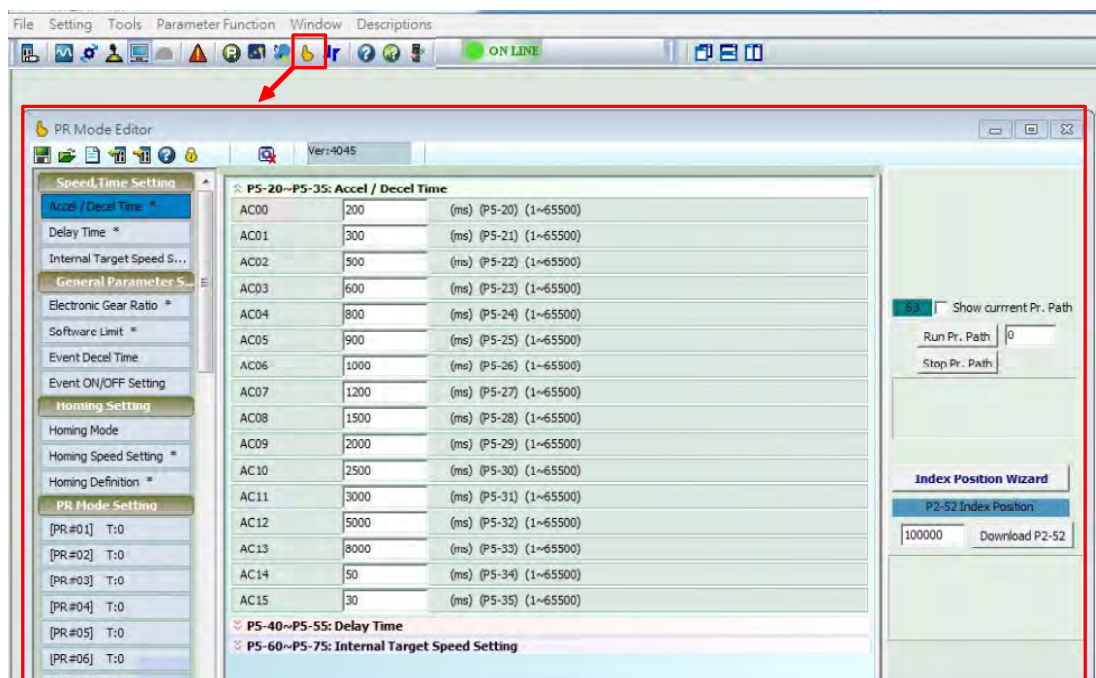 File Setting Tools Parameter Function Window Descriptions
ON LINE
PR Mode Editor
Ver:4045
Speed,Time Setting
Accel / Decel Time *
Delay Time *
Internal Target Speed S...
General Parameter S...
Electronic Gear Ratio *
Software Limit *
Event Decel Time
Event ON/OFF Setting
Homing Setting
Homing Mode
Homing Speed Setting *
Homing Definition *
PR Mode Setting
[PR#01] T:0
[PR#02] T:0
[PR#03] T:0
[PR#04] T:0
[PR#05] T:0
[PR#06] T:0
P5-20~P5-35: Accel / Decel Time
AC00 200 (ms) (P5-20) (1~65500)
AC01 300 (ms) (P5-21) (1~65500)
AC02 500 (ms) (P5-22) (1~65500)
AC03 600 (ms) (P5-23) (1~65500)
AC04 800 (ms) (P5-24) (1~65500)
AC05 900 (ms) (P5-25) (1~65500)
AC06 1000 (ms) (P5-26) (1~65500)
AC07 1200 (ms) (P5-27) (1~65500)
AC08 1500 (ms) (P5-28) (1~65500)
AC09 2000 (ms) (P5-29) (1~65500)
AC10 2500 (ms) (P5-30) (1~65500)
AC11 3000 (ms) (P5-31) (1~65500)
AC12 5000 (ms) (P5-32) (1~65500)
AC13 8000 (ms) (P5-33) (1~65500)
AC14 50 (ms) (P5-34) (1~65500)
AC15 30 (ms) (P5-35) (1~65500)
P5-40~P5-55: Delay Time
P5-60~P5-75: Internal Target Speed Setting
63 Show currrent Pr. Path
Run Pr. Path 0
Stop Pr. Path
Index Position Wizard
P2-52 Index Position
100000 Download P2-52